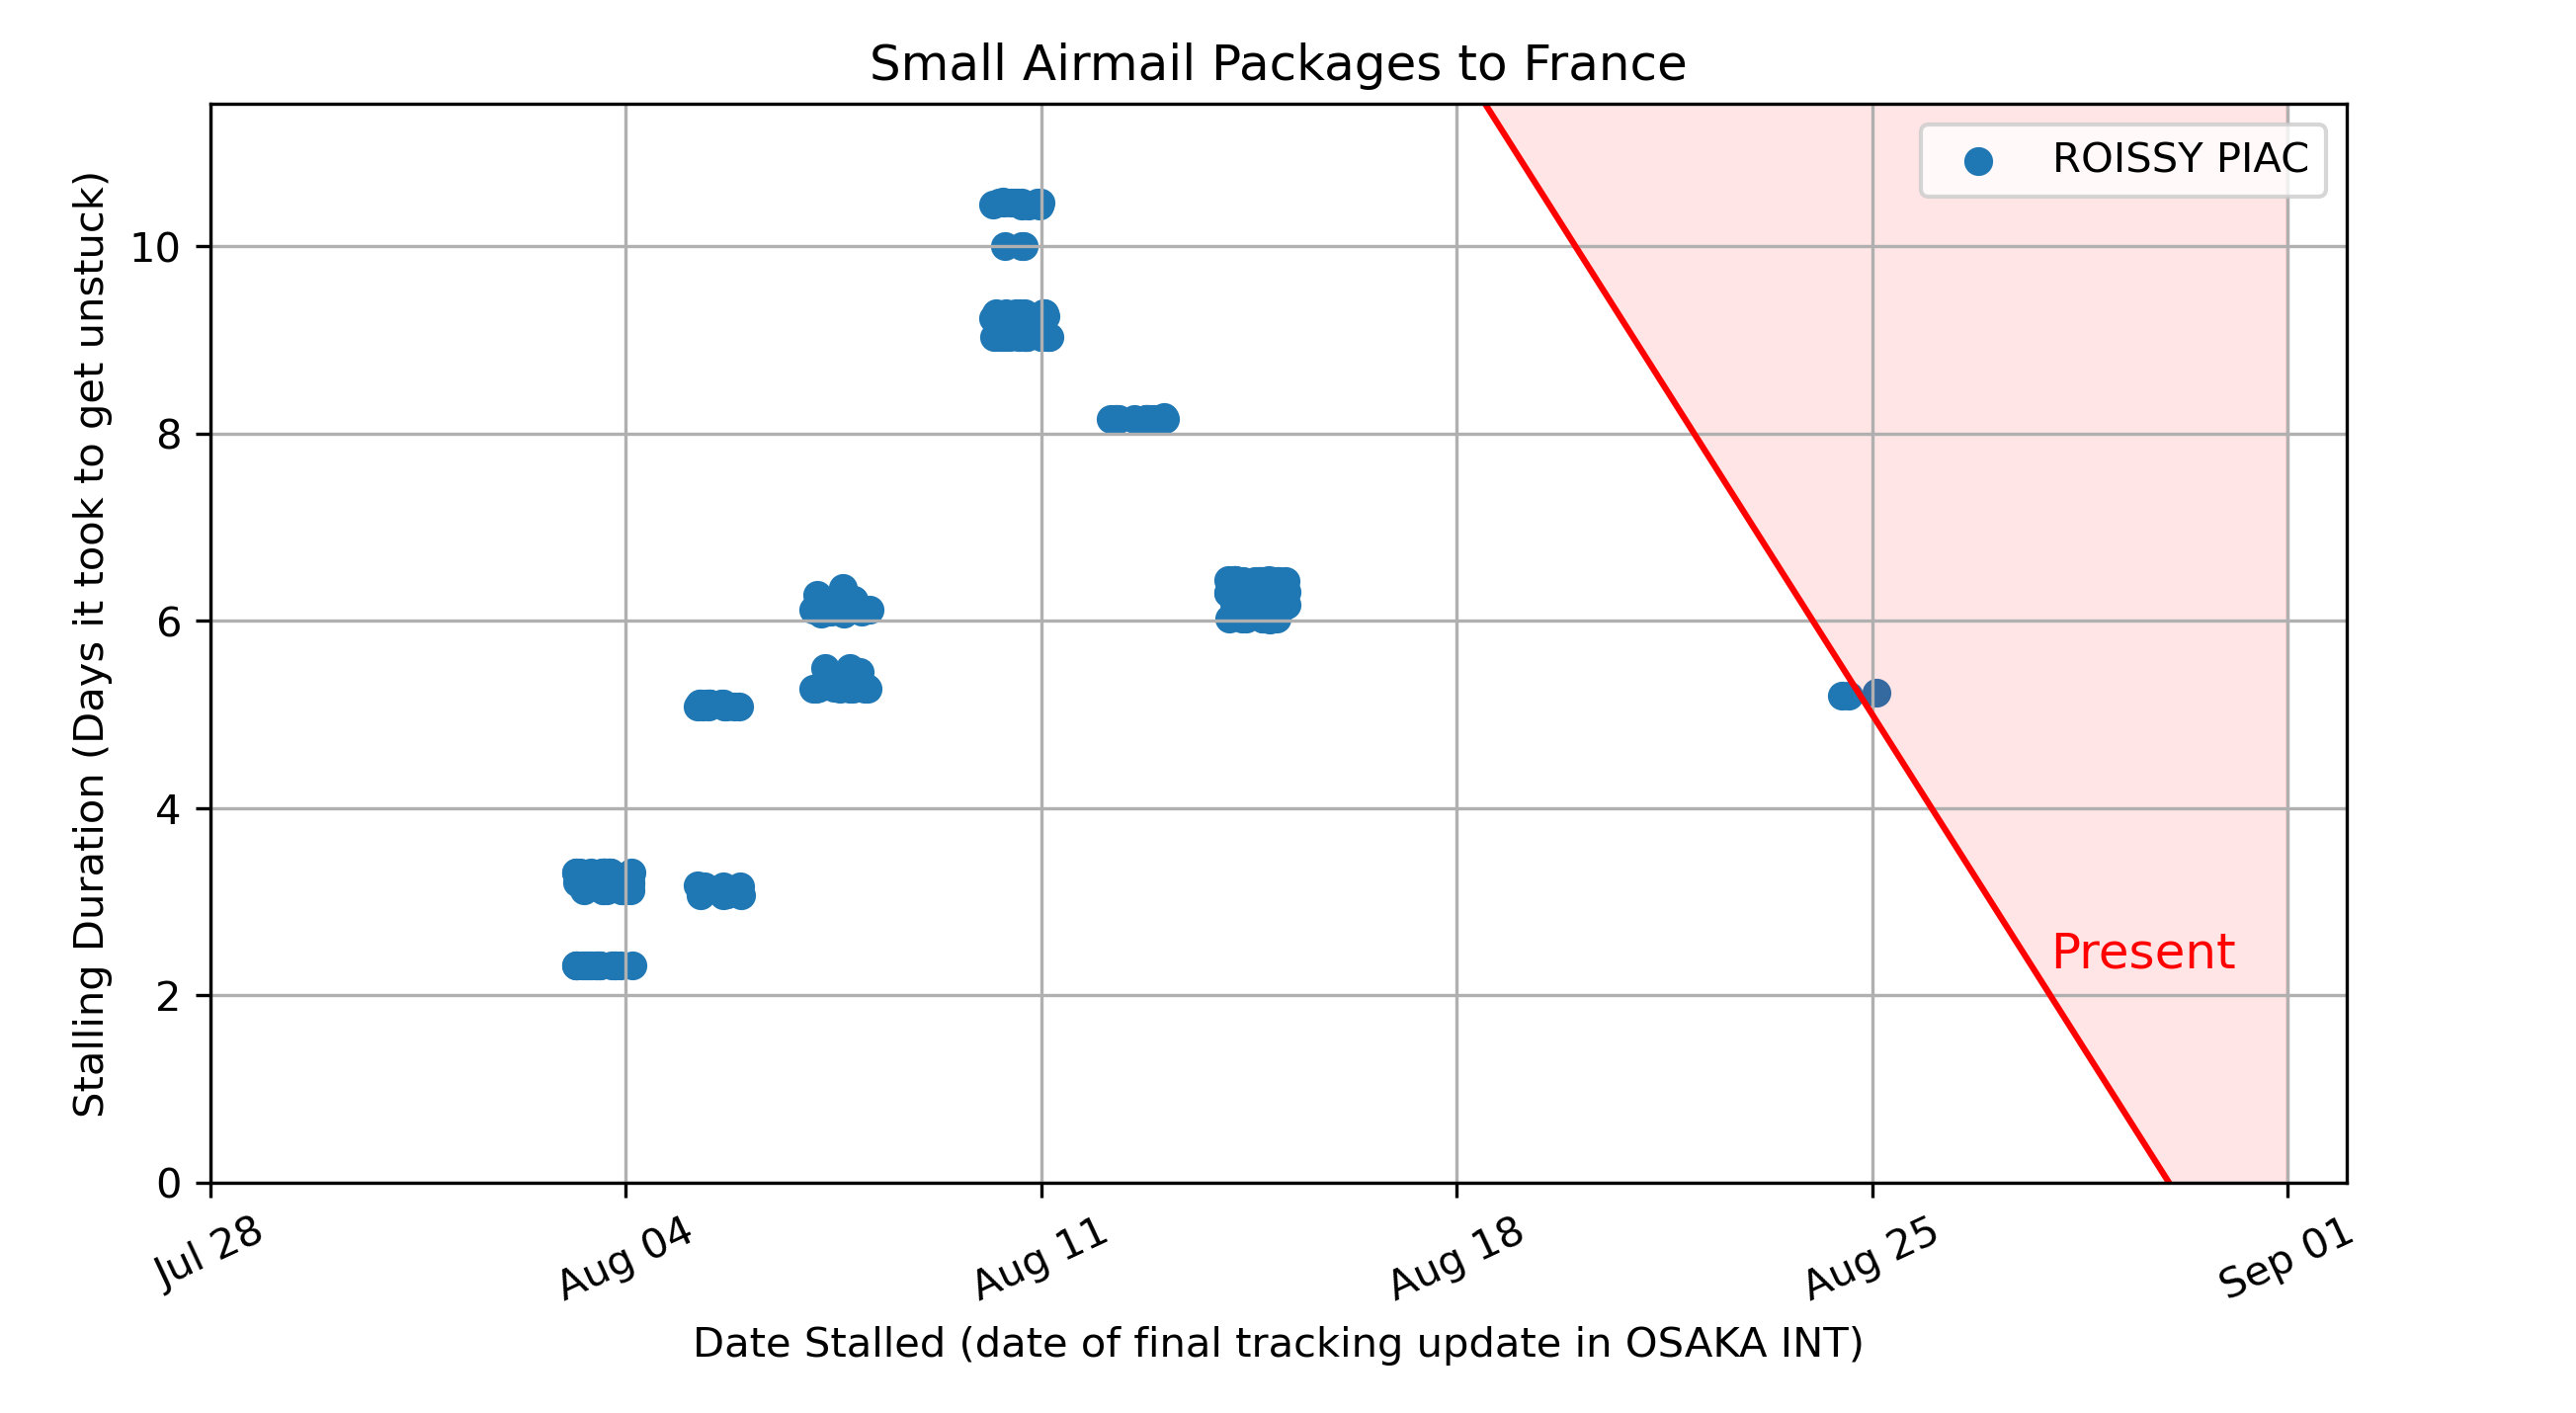 Small Airmail Packages to France
ROISSY PIAC
Stalling Duration (Days it took to get unstuck)
10
8
6
4
2
0
Present
Jul 28
Aug 04
Aug 11
Aug 18
Aug 25
Sep 01
Date Stalled (date of final tracking update in OSAKA INT)